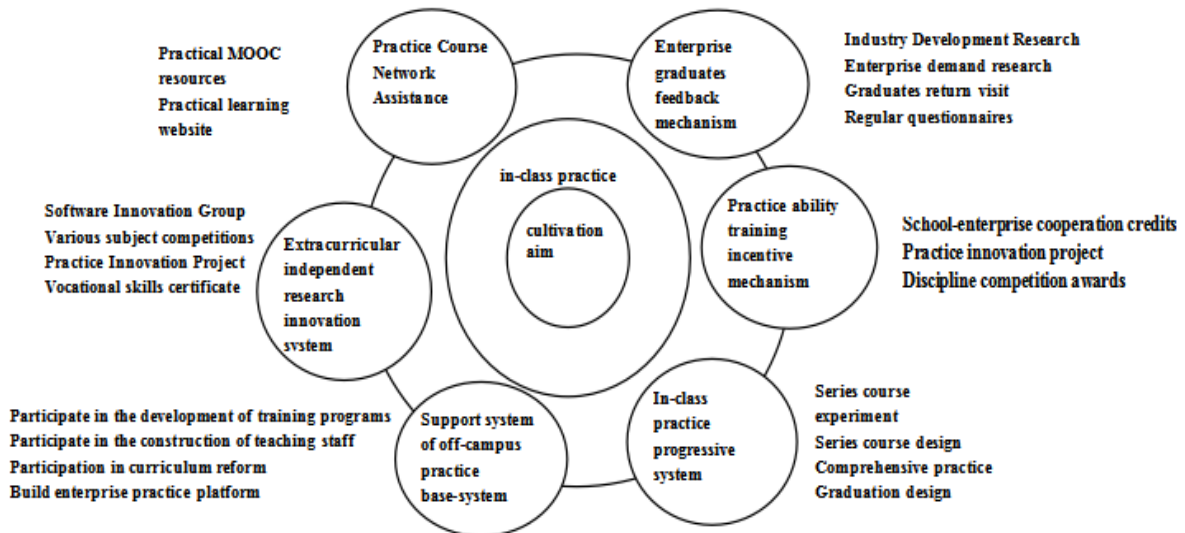 Practical MOOC
resources
Practical learning
website
Practice Course
Network
Assistance
Enterprise
graduates
feedback
mechanism
Industry Development Research
Enterprise demand research
Graduates return visit
Regular questionnaires
in-class practice
cultivation
aim
Practice ability
training
incentive
mechanism
School-enterprise cooperation credits
Practice innovation project
Discipline competition awards
Software Innovation Group
Various subject competitions
Practice Innovation Project
Vocational skills certificate
Extracurricular
independent
research
innovation
system
Participate in the development of training programs
Participate in the construction of teaching staff
Participation in curriculum reform
Build enterprise practice platform
Support system
of off-campus
practice
base-system
In-class
practice
progressive
system
Series course
experiment
Series course design
Comprehensive practice
Graduation design